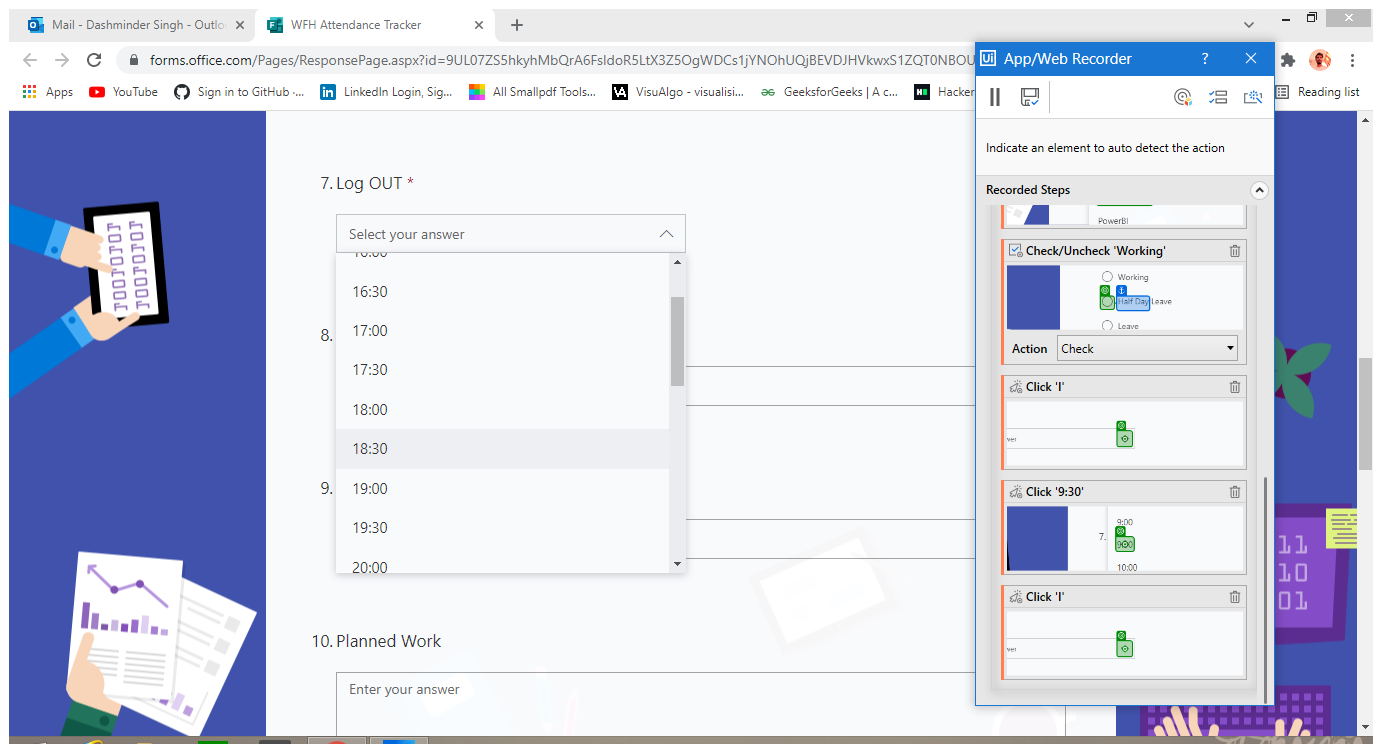 Mail - Dashminder Singh - Outlo
WFH Attendance Tracker
forms.office.com/Pages/ResponsePage.aspx?id=9UL07ZS5hkyhMbQrA6FsIdoR5LtX3Z5OgWDCs1jYNOhUQjBEVDJHVkwxS1ZQT0NBOU
Apps
YouTube
Sign in to GitHub ·...
LinkedIn Login, Sig...
All Smallpdf Tools...
VisuAlgo - visualisi...
GeeksforGeeks | A c...
Hacker
Reading list
7. Log OUT *
Select your answer
16:00
16:30
17:00
17:30
18:00
18:30
19:00
19:30
20:00
8.
9.
10. Planned Work
Enter your answer
Ui App/Web Recorder ?
Indicate an element to auto detect the action
Recorded Steps
PowerBI
Check/Uncheck 'Working'
Working
Half Day Leave
Leave
Action Check
Click 'I'
ver
Click '9:30'
9:00
7.
10:00
Click 'I'
ver
11
10
01